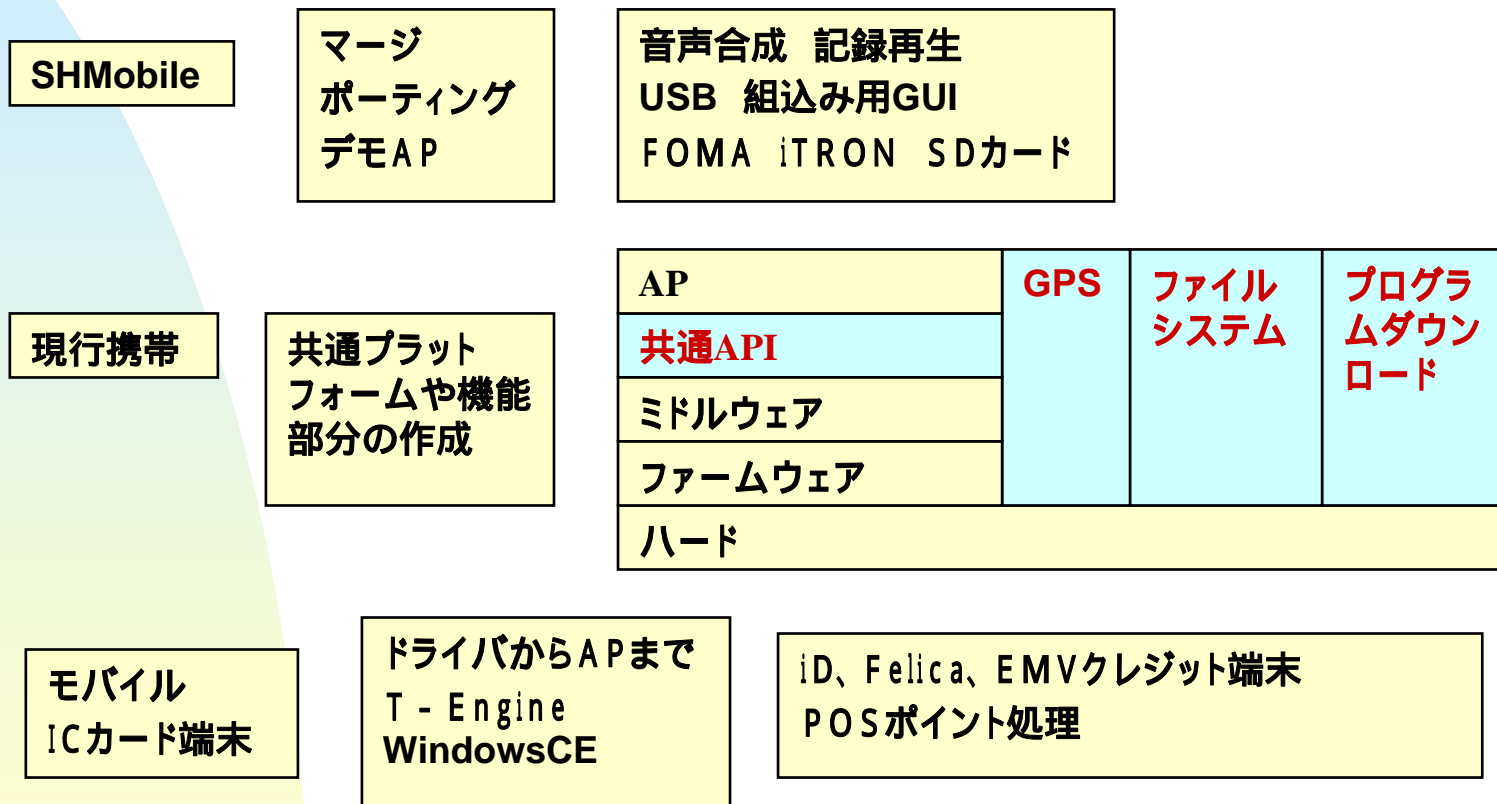 SHMobile
マージ
ポーティング
デモAP
音声合成 記録再生
USB 組込み用GUI
FOMA iTRON SDカード
現行携帯
共通プラット
フォームや機能
部分の作成
AP
共通API
ミドルウェア
ファームウェア
ハード
GPS
ファイル
システム
プログラ
ムダウン
ロード
モバイル
ICカード端末
ドライバからAPまで
T-Engine
WindowsCE
iD、Felica、EMVクレジット端末
POSポイント処理